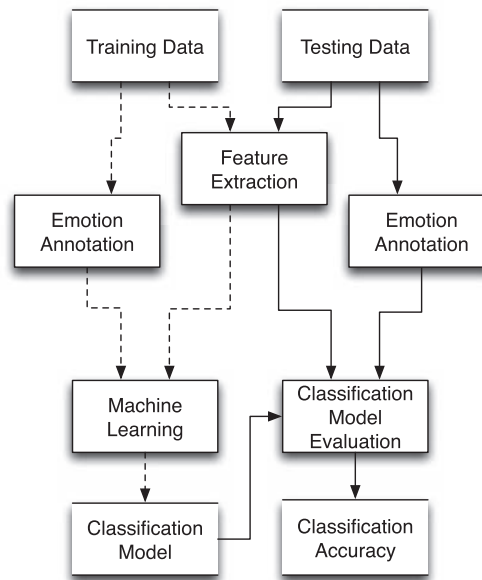 Training Data
Testing Data
Feature
Extraction
Emotion
Annotation
Emotion
Annotation
Machine
Learning
Classification
Model
Evaluation
Classification
Model
Classification
Accuracy